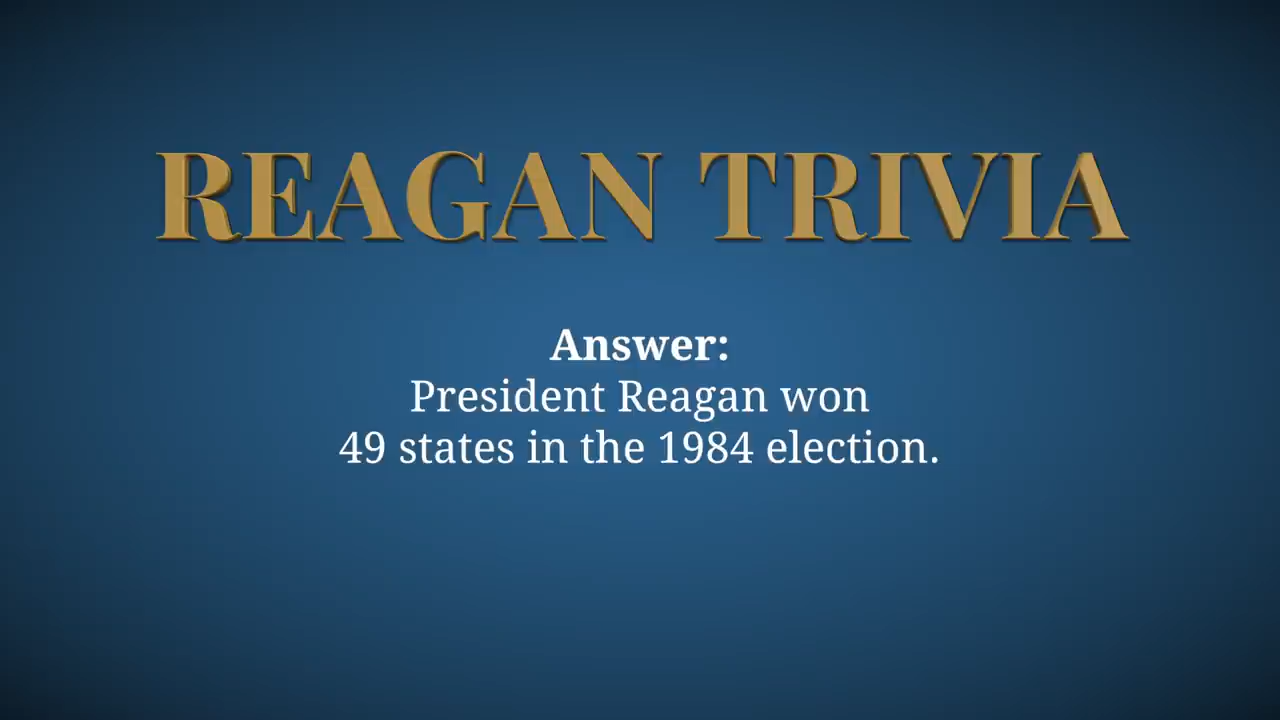 REAGAN TRIVIA
Answer:
President Reagan won
49 states in the 1984 election.